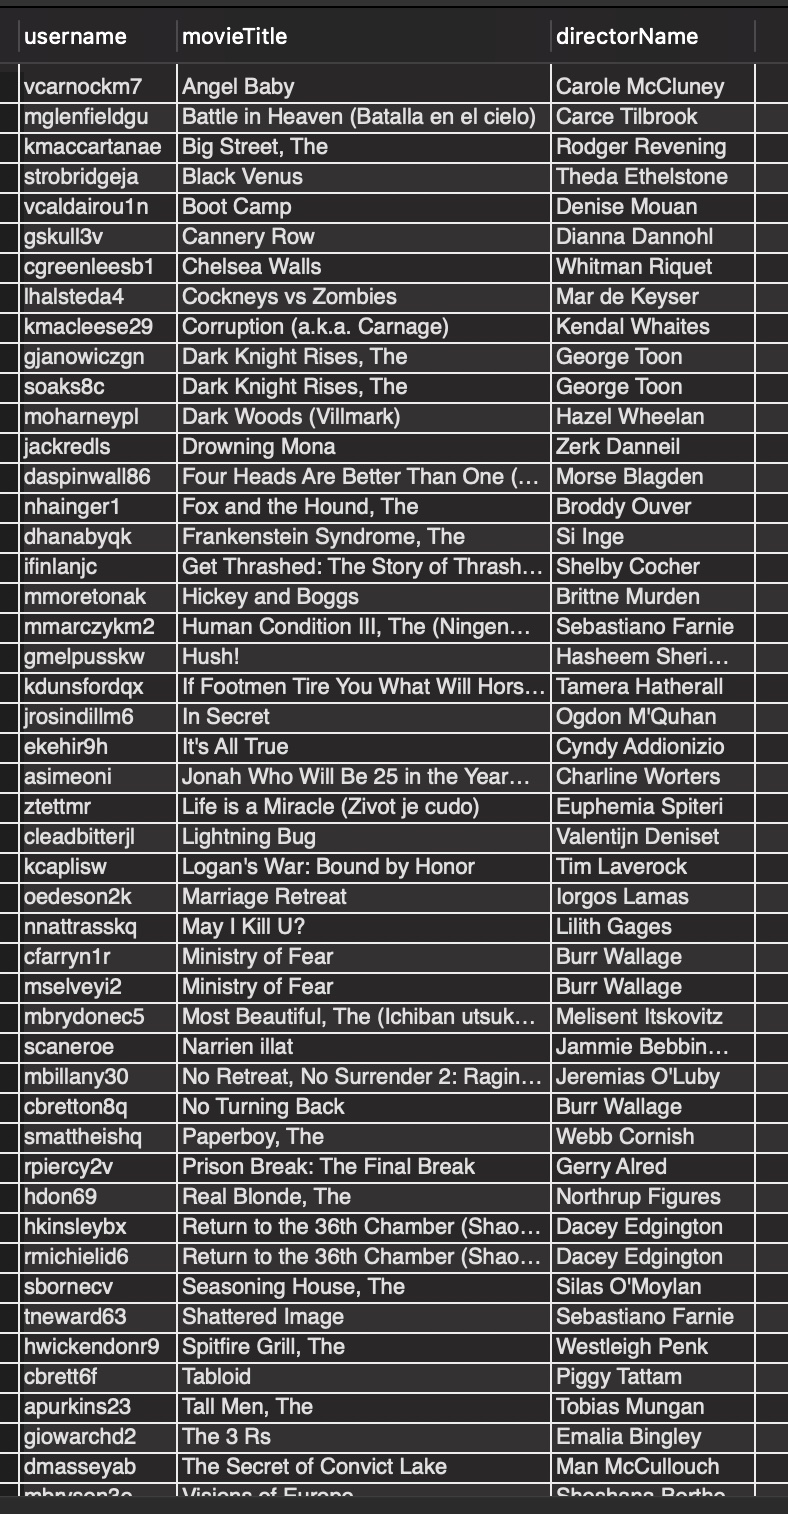 username movieTitle directorName
vcarnockm7 Angel Baby Carole McCluney
mglenfieldgu Battle in Heaven (Batalla en el cielo) Carce Tilbrook
kmaccartanae Big Street, The Rodger Revening
strobridgeja Black Venus Theda Ethelstone
vcaldairou1n Boot Camp Denise Mouan
gskull3v Cannery Row Dianna Dannohl
cgreenleesb1 Chelsea Walls Whitman Riquet
lhalsteda4 Cockneys vs Zombies Mar de Keyser
kmacleese29 Corruption (a.k.a. Carnage) Kendal Whaites
gjanowiczgn Dark Knight Rises, The George Toon
soaks8c Dark Knight Rises, The George Toon
moharneypl Dark Woods (Villmark) Hazel Wheelan
jackredls Drowning Mona Zerk Danneil
daspinwall86 Four Heads Are Better Than One (... Morse Blagden
nhainger1 Fox and the Hound, The Broddy Ouver
dhanabyqk Frankenstein Syndrome, The Si Inge
ifinlanjc Get Thrashed: The Story of Thrash... Shelby Cocher
mmoretonak Hickey and Boggs Brittne Murden
mmarczykm2 Human Condition III, The (Ningen... Sebastiano Farnie
gmelpusskw Hush! Hasheem Sheri...
kdunsfordqx If Footmen Tire You What Will Hors... Tamera Hatherall
jrosindillm6 In Secret Ogdon M'Quhan
ekehir9h It's All True Cyndy Addionizio
asimeoni Jonah Who Will Be 25 in the Year... Charline Worters
ztettmr Life is a Miracle (Zivot je cudo) Euphemia Spiteri
cleadbitterjl Lightning Bug Valentijn Deniset
kcaplisw Logan's War: Bound by Honor Tim Laverock
oedeson2k Marriage Retreat Iorgos Lamas
nnattrasskq May I Kill U? Lilith Gages
cfarryn1r Ministry of Fear Burr Wallage
mselveyi2 Ministry of Fear Burr Wallage
mbrydonec5 Most Beautiful, The (Ichiban utsuk... Melisent Itskovitz
scaneroe Narrien illat Jammie Bebbin...
mbillany30 No Retreat, No Surrender 2: Ragin... Jeremias O'Luby
cbretton8q No Turning Back Burr Wallage
smattheishq Paperboy, The Webb Cornish
rpiercy2v Prison Break: The Final Break Gerry Alred
hdon69 Real Blonde, The Northrup Figures
hkinsleybx Return to the 36th Chamber (Shao... Dacey Edgington
rmichielid6 Return to the 36th Chamber (Shao... Dacey Edgington
sbornecv Seasoning House, The Silas O'Moylan
tneward63 Shattered Image Sebastiano Farnie
hwickendonr9 Spitfire Grill, The Westleigh Penk
cbrett6f Tabloid Piggy Tattam
apurkins23 Tall Men, The Tobias Mungan
giowarchd2 The 3 Rs Emalia Bingley
dmasseyab The Secret of Convict Lake Man McCullouch
Visions of Europe